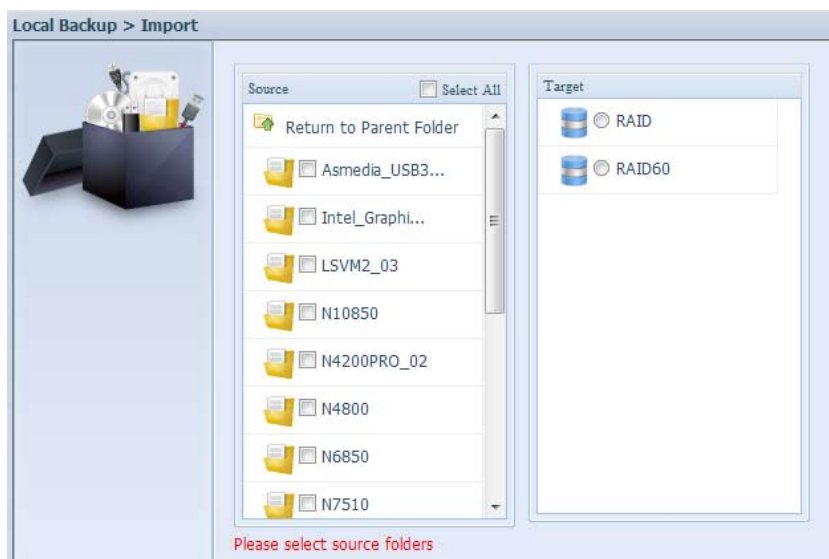 Local Backup > Import
Source
Select All
Return to Parent Folder
Asmedia_USB3...
Intel_Graphi...
LSVM2_03
N10850
N4200PRO_02
N4800
N6850
N7510
Please select source folders
Target
RAID
RAID60